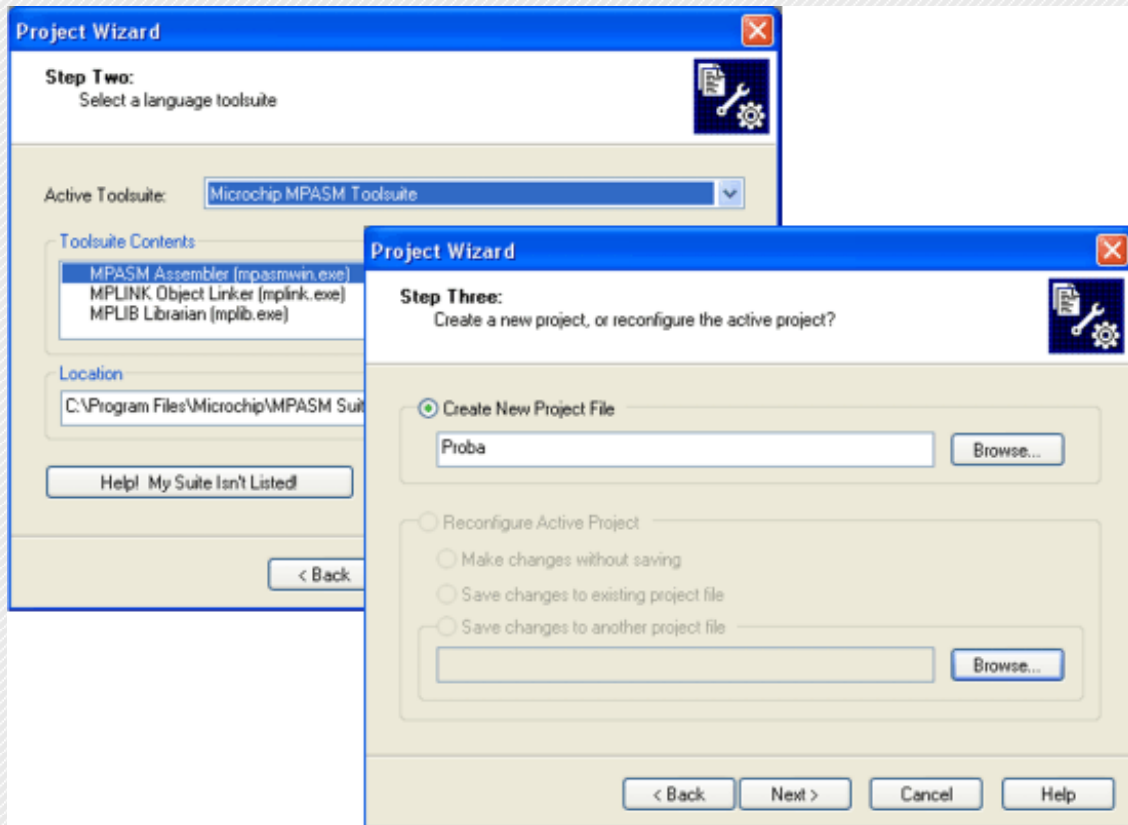 Project Wizard
Step Two:
Select a language toolsuite
Active Toolsuite:
Microchip MPASM Toolsuite
Toolsuite Contents
MPASM Assembler (mpasmwin.exe)
MPLINK Object Linker (mplink.exe)
MPLIB Librarian (mplib.exe)
Location
C:\Program Files\Microchip\MPASM Suit
Help! My Suite Isn't Listed!
< Back
Project Wizard
Step Three:
Create a new project, or reconfigure the active project?
Create New Project File
Proba
Browse...
Reconfigure Active Project
Make changes without saving
Save changes to existing project file
Save changes to another project file
Browse...
< Back
Next >
Cancel
Help